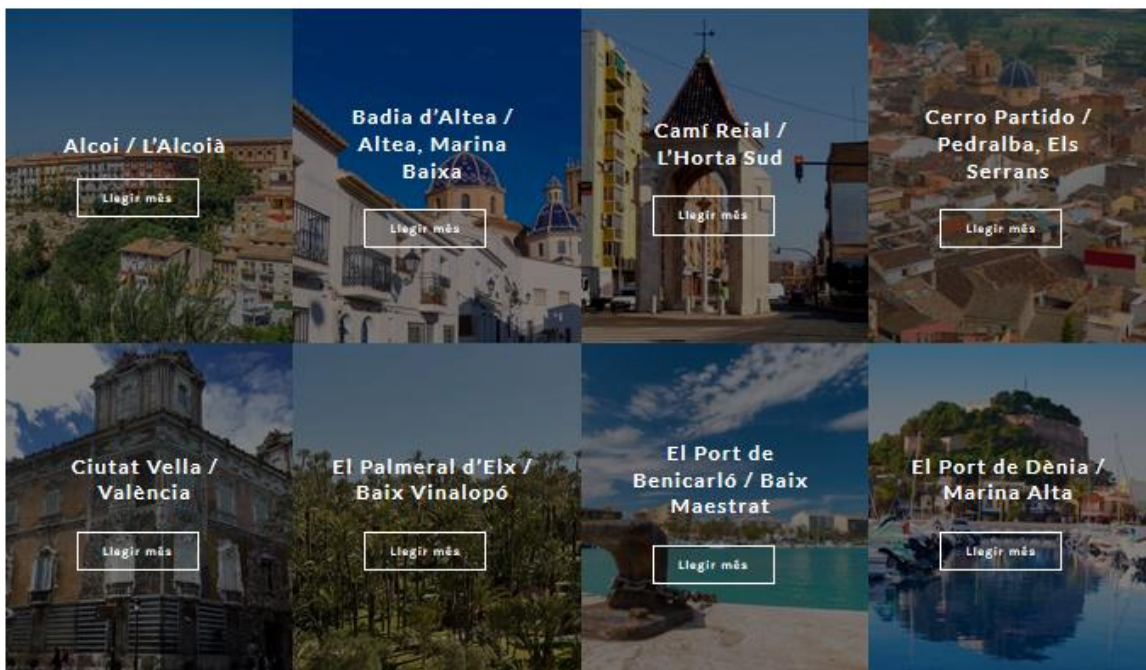 Alcoi / L'Alcoià
Llegir més
Badia d'Altea /
Altea, Marina
Baixa
Llegir més
Camí Reial /
L'Horta Sud
Llegir més
Cerro Partido /
Pedralba, Els
Serrans
Llegir més
Ciutat Vella /
València
Llegir més
El Palmeral d'Elx /
Baix Vinalopó
Llegir més
El Port de
Benicarló / Baix
Maestrat
Llegir més
El Port de Dènia /
Marina Alta
Llegir més